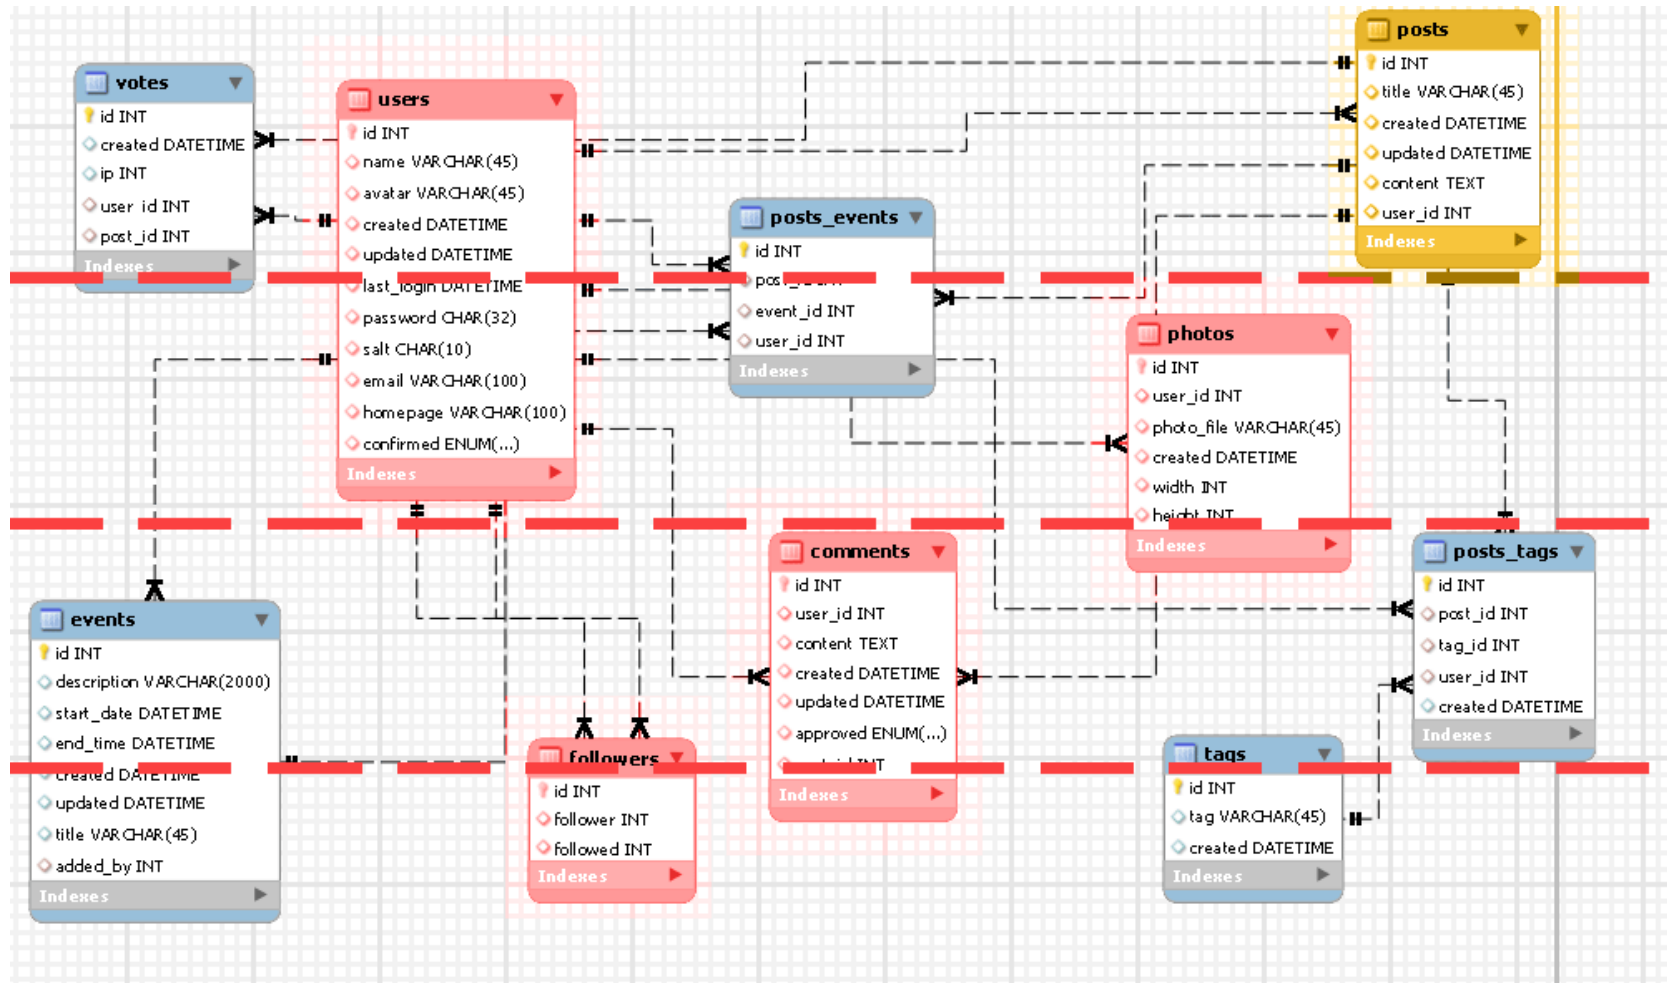 votes
id INT
created DATETIME
ip INT
user_id INT
post_id INT
Indexes
users
id INT
name VARCHAR(45)
avatar VARCHAR(45)
created DATETIME
updated DATETIME
last_login DATETIME
password CHAR(32)
salt CHAR(10)
email VARCHAR(100)
homepage VARCHAR(100)
confirmed ENUM(...)
Indexes
posts_events
id INT
event_id INT
user_id INT
Indexes
posts
id INT
title VARCHAR(45)
created DATETIME
updated DATETIME
content TEXT
user_id INT
Indexes
photos
id INT
user_id INT
photo_file VARCHAR(45)
created DATETIME
width INT
height INT
Indexes
events
id INT
description VARCHAR(2000)
start_date DATETIME
end_time DATETIME
created DATETIME
updated DATETIME
title VARCHAR(45)
added_by INT
Indexes
followers
id INT
follower INT
followed INT
Indexes
comments
id INT
user_id INT
content TEXT
created DATETIME
updated DATETIME
approved ENUM(...)
INT
Indexes
posts_tags
id INT
post_id INT
tag_id INT
user_id INT
created DATETIME
Indexes
tags
id INT
tag VARCHAR(45)
created DATETIME
Indexes